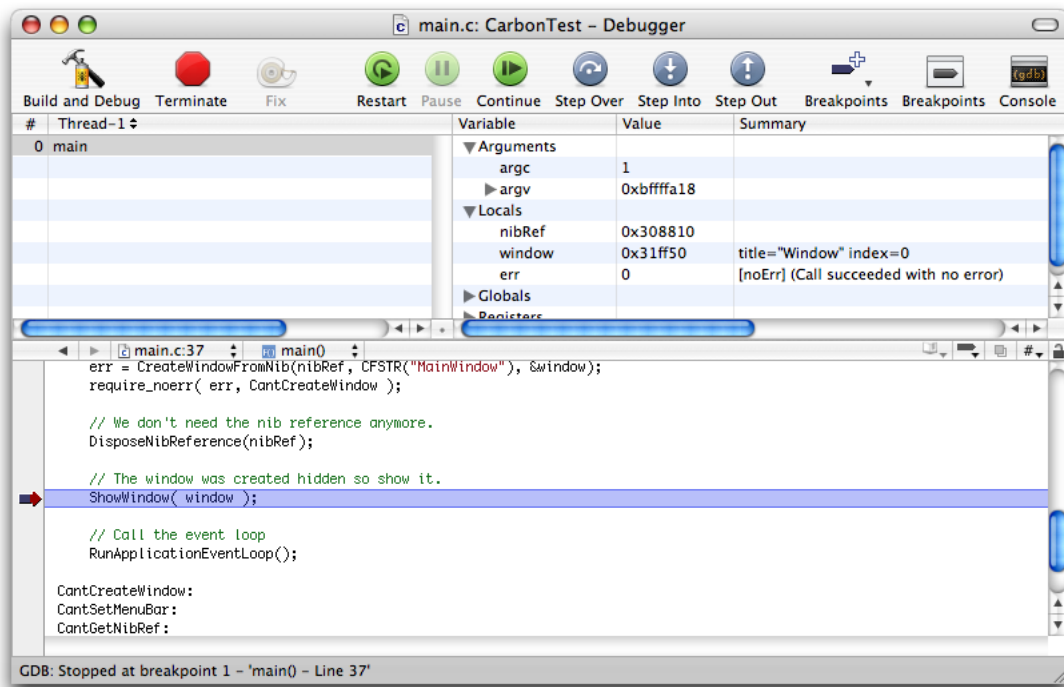 main.c: CarbonTest – Debugger
Build and Debug Terminate Fix Restart Pause Continue Step Over Step Into Step Out Breakpoints Breakpoints (gdb) Console
# Thread-1 Variable Value Summary
0 main
Arguments
argc 1
argv 0xbffffa18
Locals
nibRef 0x308810
window 0x31ff50 title="Window" index=0
err 0 [noErr] (Call succeeded with no error)
Globals
Registers
main.c:37 main() #
err = CreateWindowFromNib(nibRef, CFSTR("MainWindow"), &window);
require_noerr( err, CantCreateWindow );
// We don't need the nib reference anymore.
DisposeNibReference(nibRef);
// The window was created hidden so show it.
ShowWindow( window );
// Call the event loop
RunApplicationEventLoop();
CantCreateWindow:
CantSetMenuBar:
CantGetNibRef:
GDB: Stopped at breakpoint 1 – 'main() – Line 37'